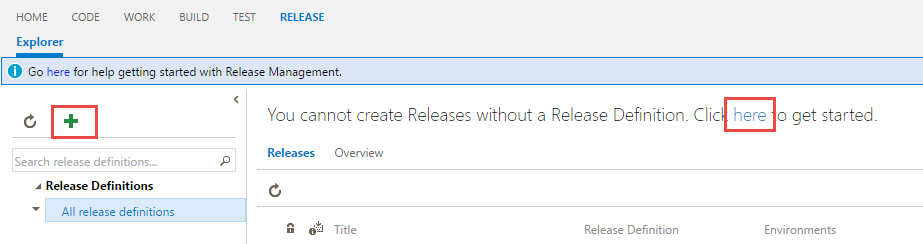 HOME CODE WORK BUILD TEST RELEASE
Explorer
Go here for help getting started with Release Management.
You cannot create Releases without a Release Definition. Click here to get started.
Search release definitions...
Release Definitions
All release definitions
Releases Overview
Title Release Definition Environments